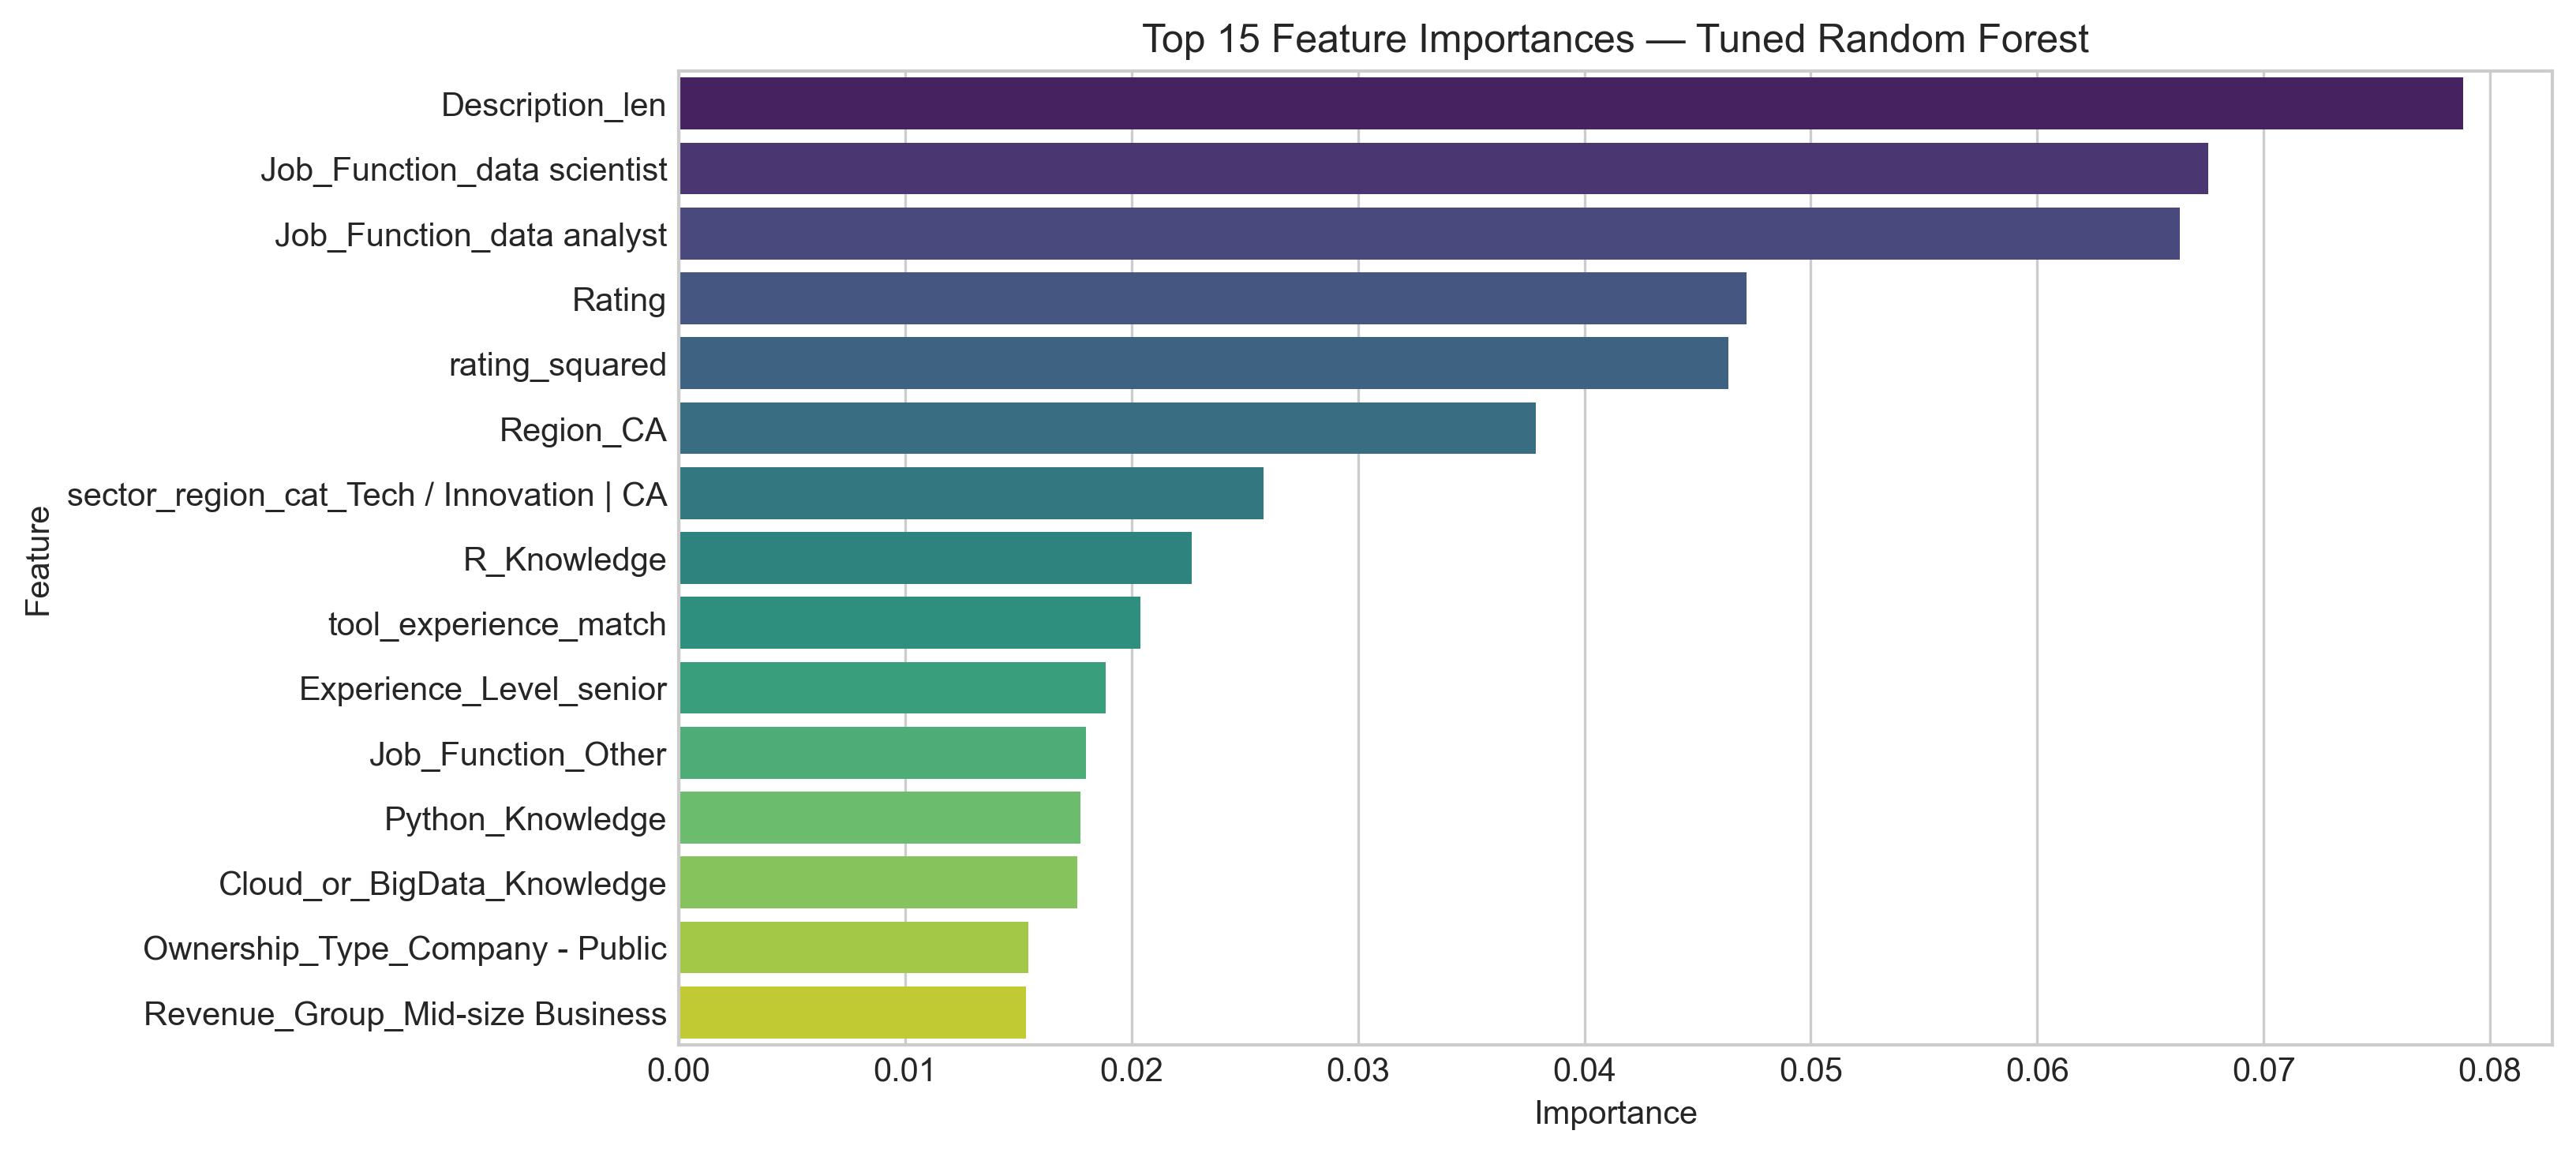 Top 15 Feature Importances — Tuned Random Forest
Feature
Description_len
Job_Function_data scientist
Job_Function_data analyst
Rating
rating_squared
Region_CA
sector_region_cat_Tech / Innovation | CA
R_Knowledge
tool_experience_match
Experience_Level_senior
Job_Function_Other
Python_Knowledge
Cloud_or_BigData_Knowledge
Ownership_Type_Company - Public
Revenue_Group_Mid-size Business
0.00 0.01 0.02 0.03 0.04 0.05 0.06 0.07 0.08
Importance